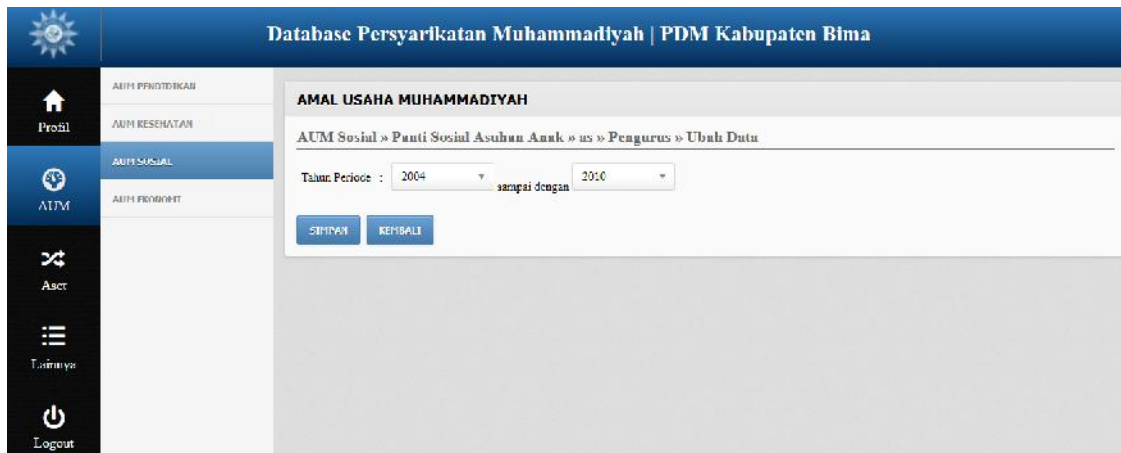 Database Persyarikatan Muhammadiyah | PDM Kabupaten Bima
Profil
AUM
Aset
Lainnya
Logout
AUM PENDIDIKAN
AUM KESEHATAN
AUM SOSIAL
AUM EKONOMI
AMAL USAHA MUHAMMADIYAH
AUM Sosial » Panti Sosial Asuhan Anak » as » Pengurus » Ubah Data
Tahun Periode : 2004 sampai dengan 2010
SIMPAN KEMBALI